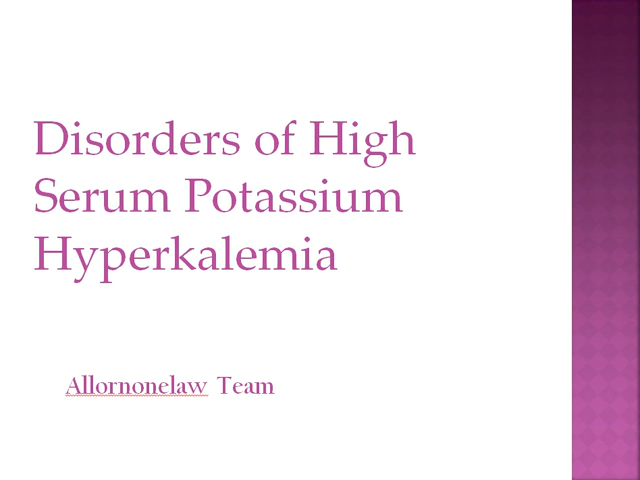 Disorders of High
Serum Potassium
Hyperkalemia
Allornonelaw Team